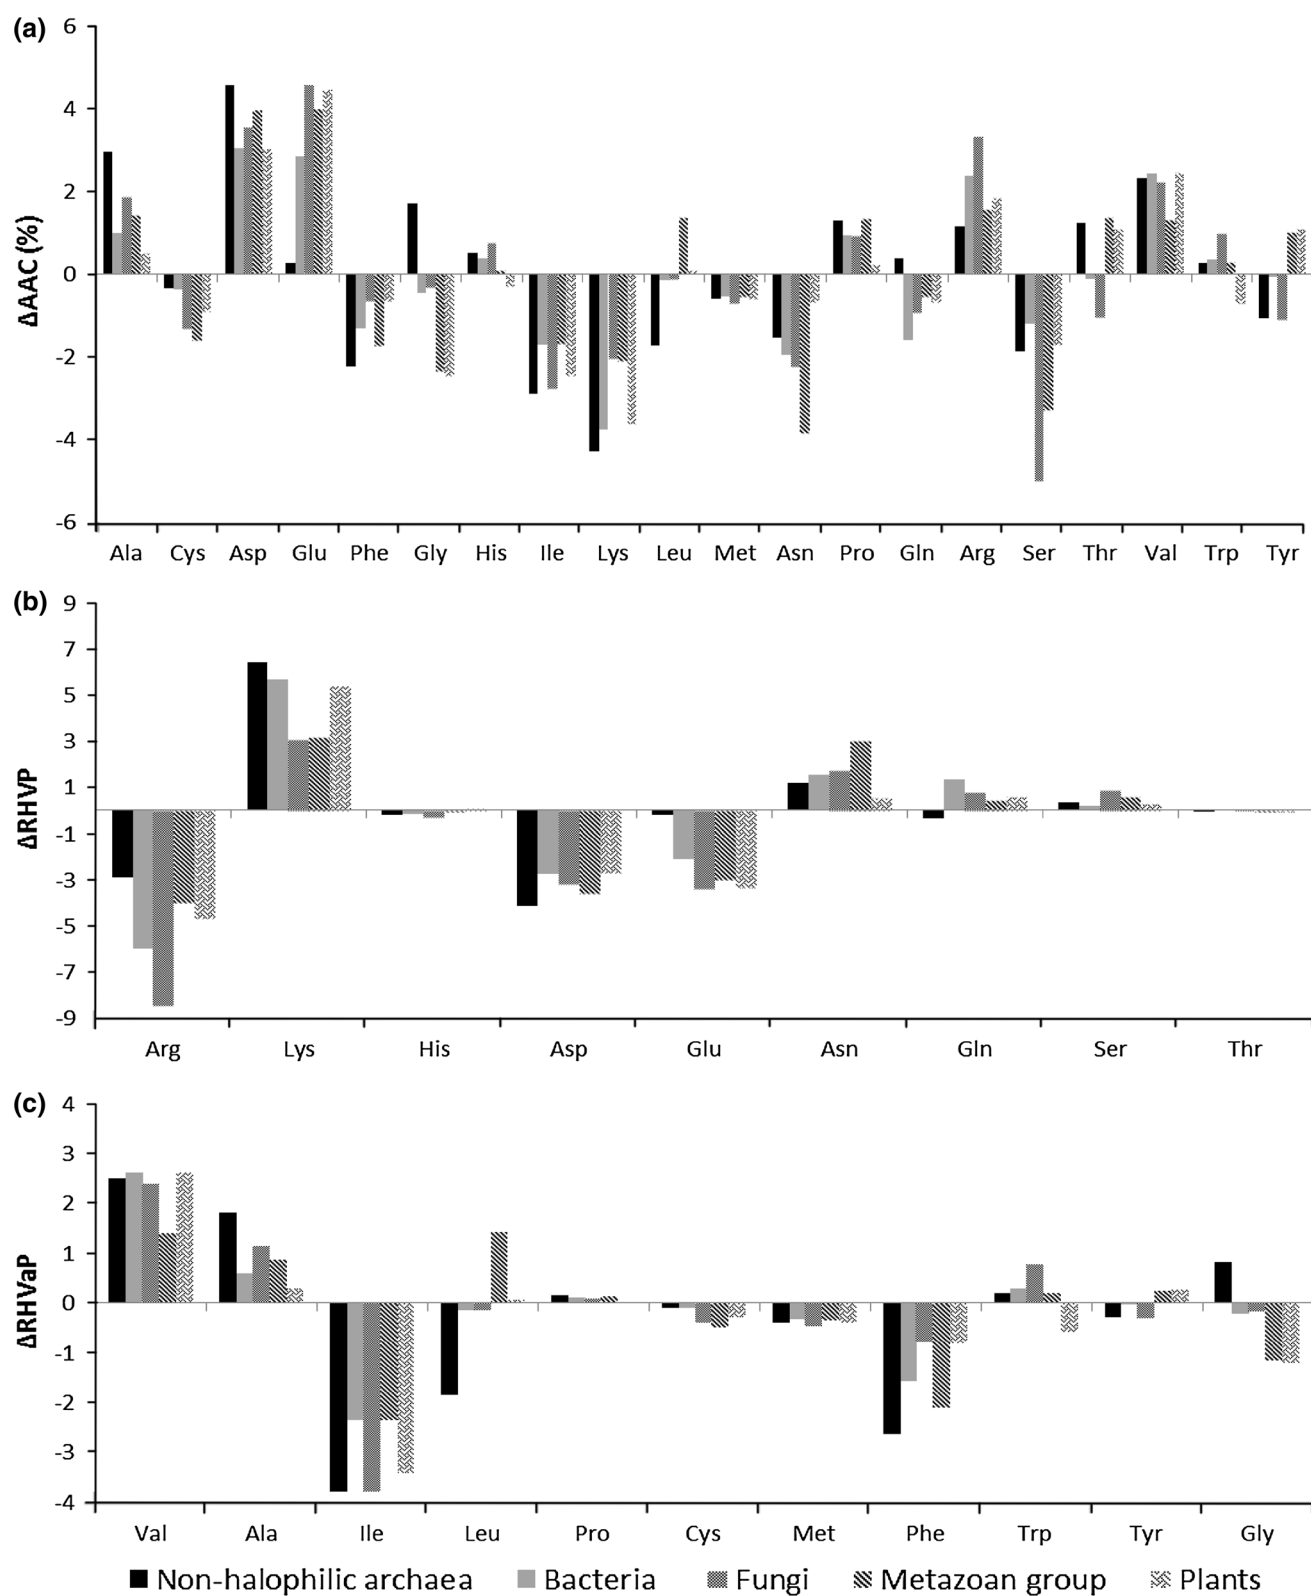 (a)
ΔAAC (%)
6
4
2
0
-2
-4
-6
Ala Cys Asp Glu Phe Gly His Ile Lys Leu Met Asn Pro Gln Arg Ser Thr Val Trp Tyr
(b)
ΔRHVP
9
7
5
3
1
-1
-3
-5
-7
-9
Arg Lys His Asp Glu Asn Gln Ser Thr
(c)
ΔRHVaP
4
3
2
1
0
-1
-2
-3
-4
Val Ala Ile Leu Pro Cys Met Phe Trp Tyr Gly
Non-halophilic archaea Bacteria Fungi Metazoan group Plants